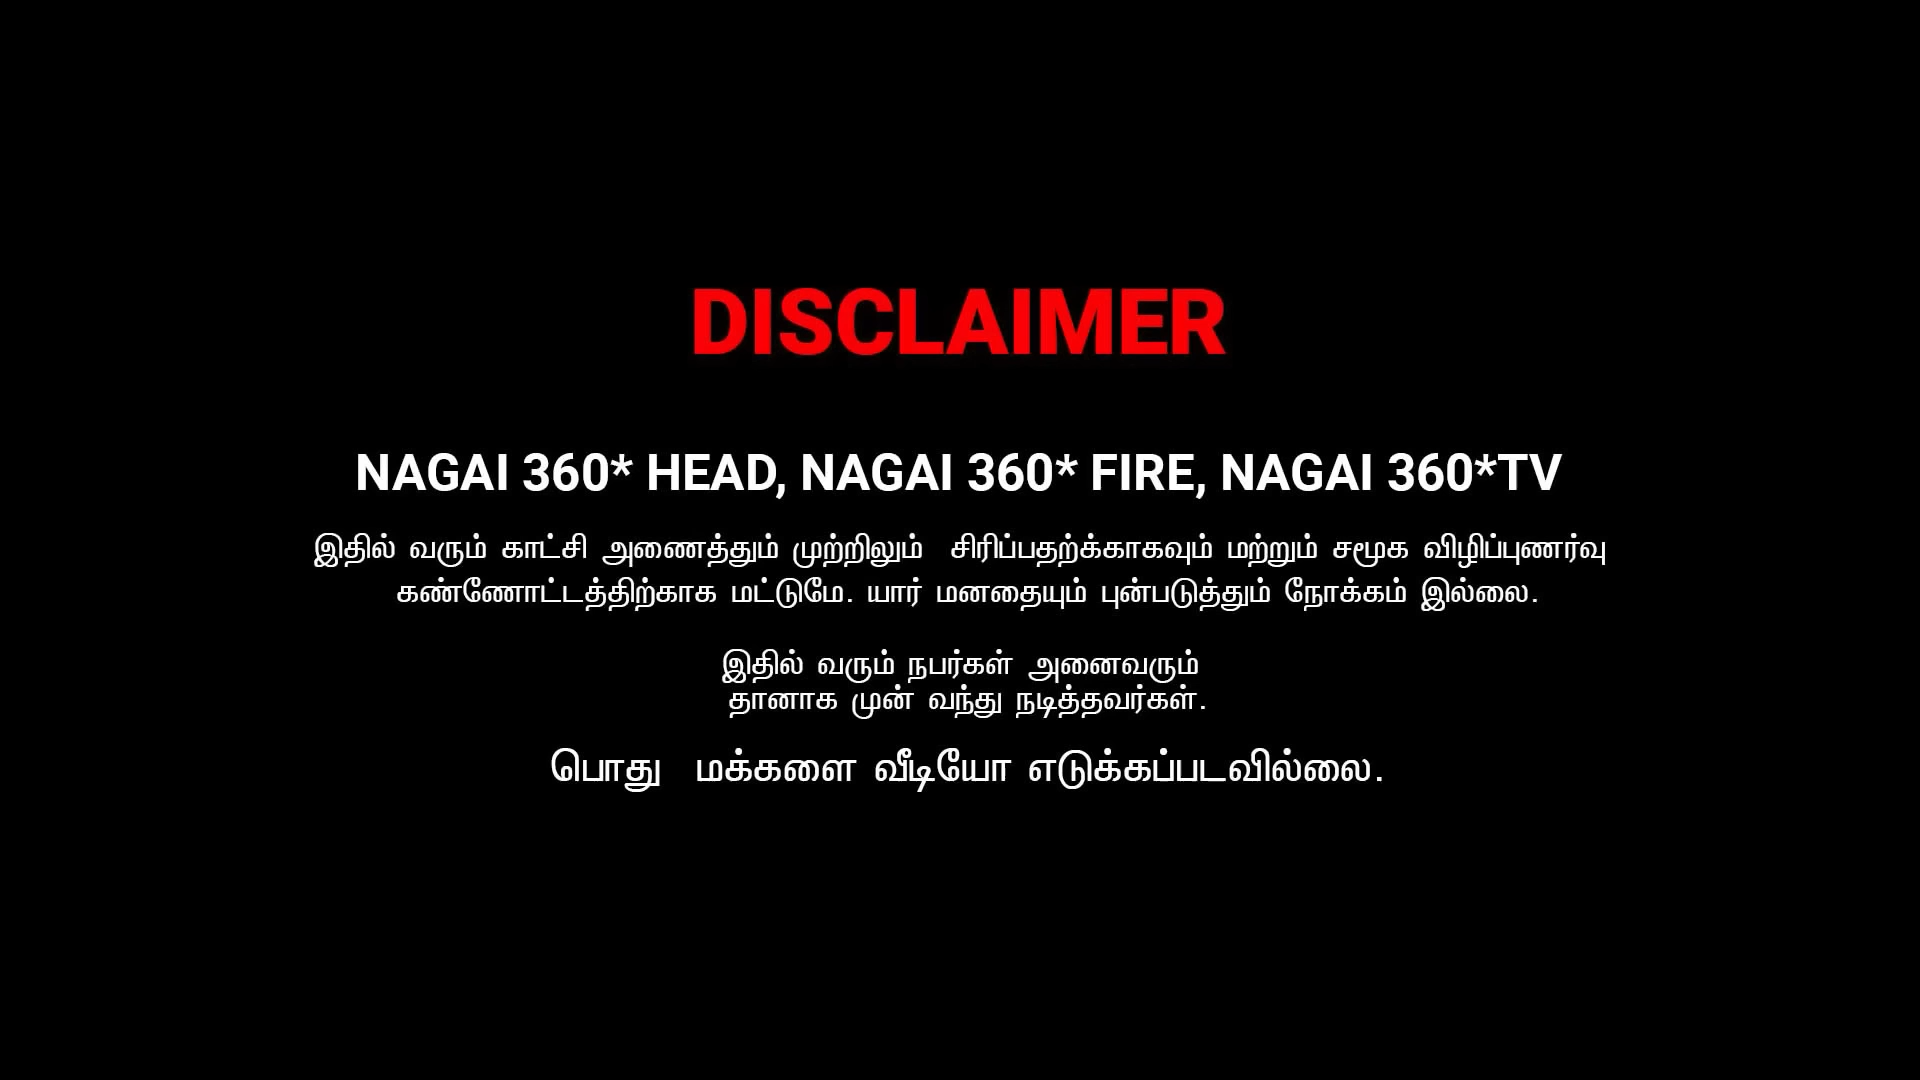 DISCLAIMER
NAGAI 360* HEAD, NAGAI 360* FIRE, NAGAI 360*TV
இதில் வரும் காட்சி அணைத்தும் முற்றிலும் சிரிப்பதற்க்காகவும் மற்றும் சமூக விழிப்புணர்வு
கண்ணோட்டத்திற்காக மட்டுமே. யார் மனதையும் புன்படுத்தும் நோக்கம் இல்லை.
இதில் வரும் நபர்கள் அனைவரும்
தானாக முன் வந்து நடித்தவர்கள்.
பொது மக்களை வீடியோ எடுக்கப்படவில்லை.